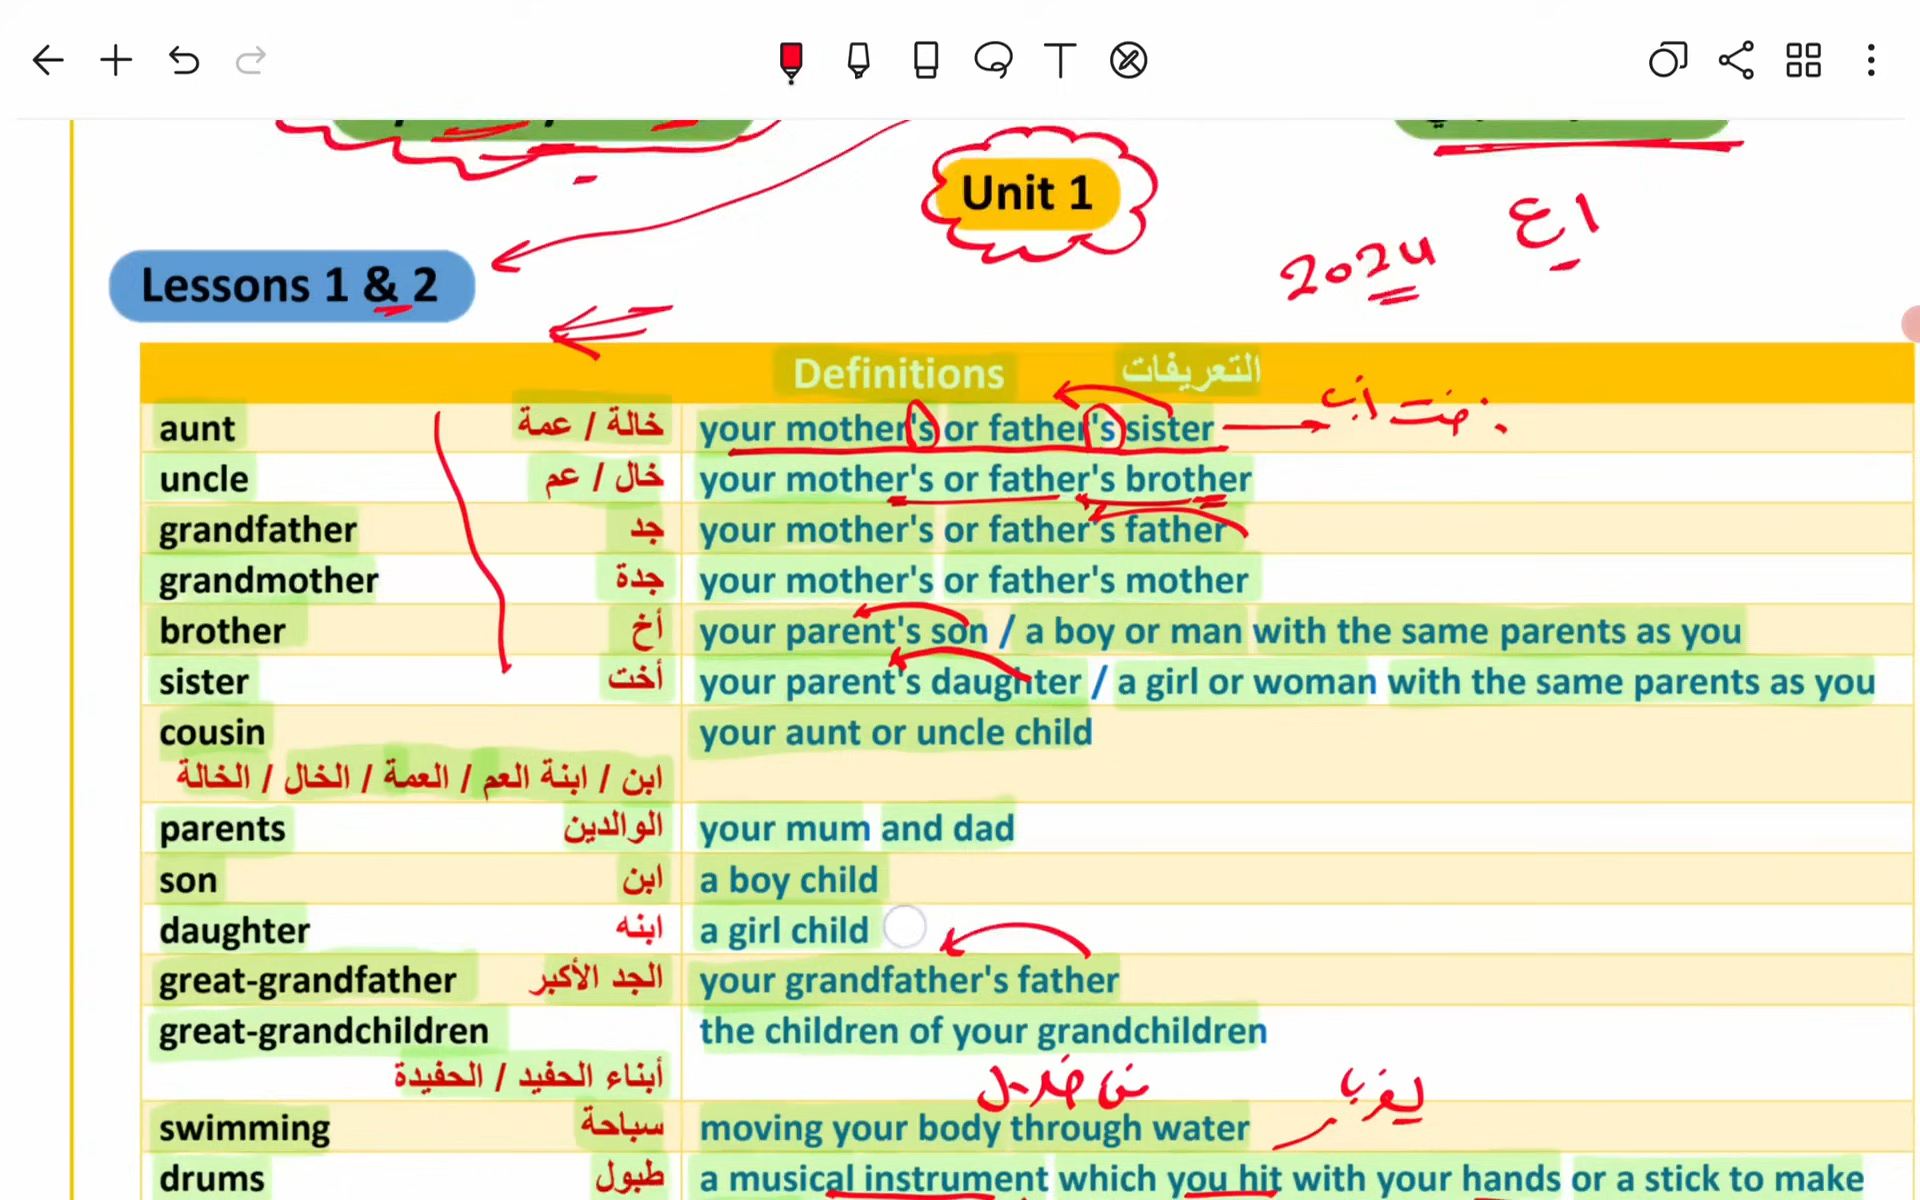 Unit 1
اع
2024
Lessons 1 & 2
Definitions التعريفات
aunt خالة / عمة your mother's or father's sister
uncle خال / عم your mother's or father's brother
grandfather جد your mother's or father's father
grandmother جدة your mother's or father's mother
brother أخ your parent's son / a boy or man with the same parents as you
sister أخت your parent's daughter / a girl or woman with the same parents as you
cousin your aunt or uncle child
ابن / ابنة العم / العمة / الخال / الخالة
parents الوالدين your mum and dad
son ابن a boy child
daughter ابنه a girl child
great-grandfather الجد الأكبر your grandfather's father
great-grandchildren the children of your grandchildren
أبناء الحفيد / الحفيدة
من خلال
swimming سباحة moving your body through water
drums طبول a musical instrument which you hit with your hands or a stick to make